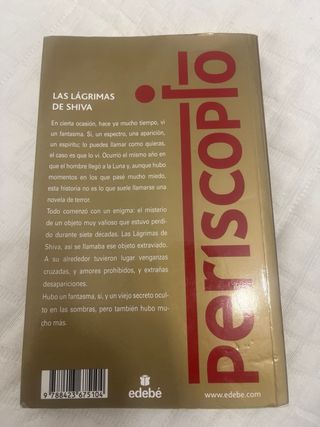 LAS LÁGRIMAS
DE SHIVA
En cierta ocasión, hace ya mucho tiempo, vi
un fantasma. Sí, un espectro, una aparición,
un espíritu; lo puedes llamar como quieras,
el caso es que lo vi. Ocurrió el mismo año en
que el hombre llegó a la Luna y, aunque hubo
momentos en los que pasé mucho miedo,
esta historia no es lo que suele llamarse una
novela de terror.
Todo comenzó con un enigma: el misterio de
un objeto muy valioso que estuvo perdi-
do durante siete décadas. Las Lágrimas de
Shiva, así se llamaba ese objeto extraviado. A
su alrededor tuvieron lugar venganzas
cruzadas, y amores prohibidos, y extrañas
desapariciones.
Hubo un fantasma, sí, y un viejo secreto ocul-
to en las sombras, pero también hubo mu-
cho más.
periscopio
9 788423 675104
edebé
www.edebe.com